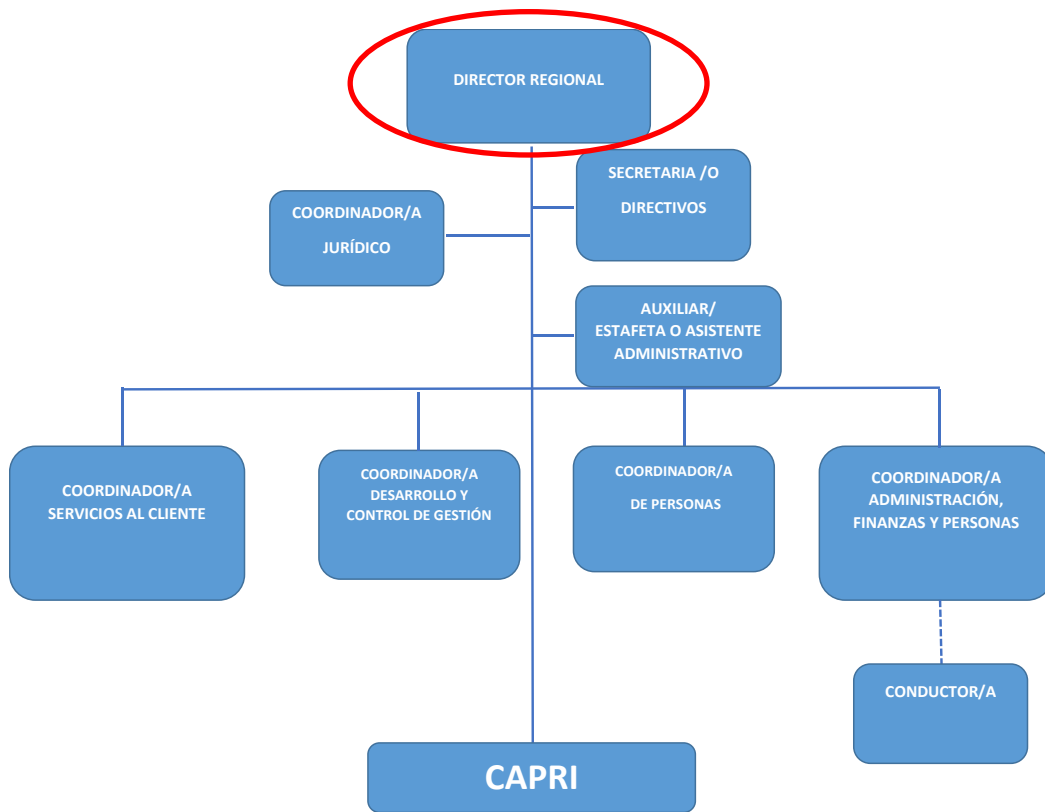 DIRECTOR REGIONAL
SECRETARIA /O
DIRECTIVOS
COORDINADOR/A
JURÍDICO
AUXILIAR/
ESTAFETA O ASISTENTE
ADMINISTRATIVO
COORDINADOR/A
SERVICIOS AL CLIENTE
COORDINADOR/A
DESARROLLO Y
CONTROL DE GESTIÓN
COORDINADOR/A
DE PERSONAS
COORDINADOR/A
ADMINISTRACIÓN,
FINANZAS Y PERSONAS
CONDUCTOR/A
CAPRI